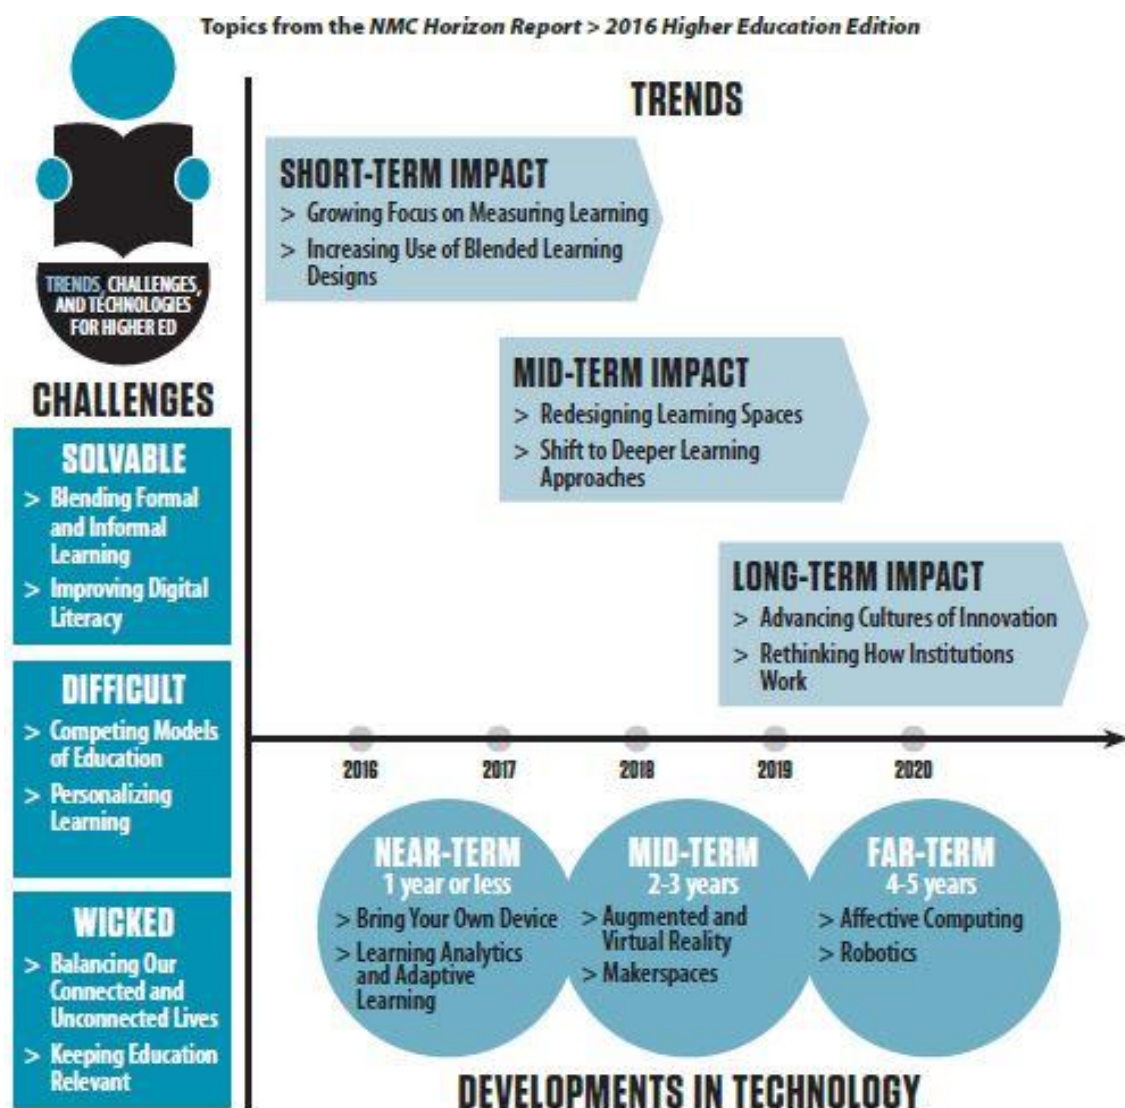 Topics from the NMC Horizon Report > 2016 Higher Education Edition
TRENDS, CHALLENGES,
AND TECHNOLOGIES
FOR HIGHER ED
CHALLENGES
SOLVABLE
> Blending Formal
and Informal
Learning
> Improving Digital
Literacy
DIFFICULT
> Competing Models
of Education
> Personalizing
Learning
WICKED
> Balancing Our
Connected and
Unconnected Lives
> Keeping Education
Relevant
TRENDS
SHORT-TERM IMPACT
> Growing Focus on Measuring Learning
> Increasing Use of Blended Learning
Designs
MID-TERM IMPACT
> Redesigning Learning Spaces
> Shift to Deeper Learning
Approaches
LONG-TERM IMPACT
> Advancing Cultures of Innovation
> Rethinking How Institutions
Work
2016 2017 2018 2019 2020
NEAR-TERM
1 year or less
> Bring Your Own Device
> Learning Analytics
and Adaptive
Learning
MID-TERM
2-3 years
> Augmented and
Virtual Reality
> Makerspaces
FAR-TERM
4-5 years
> Affective Computing
> Robotics
DEVELOPMENTS IN TECHNOLOGY